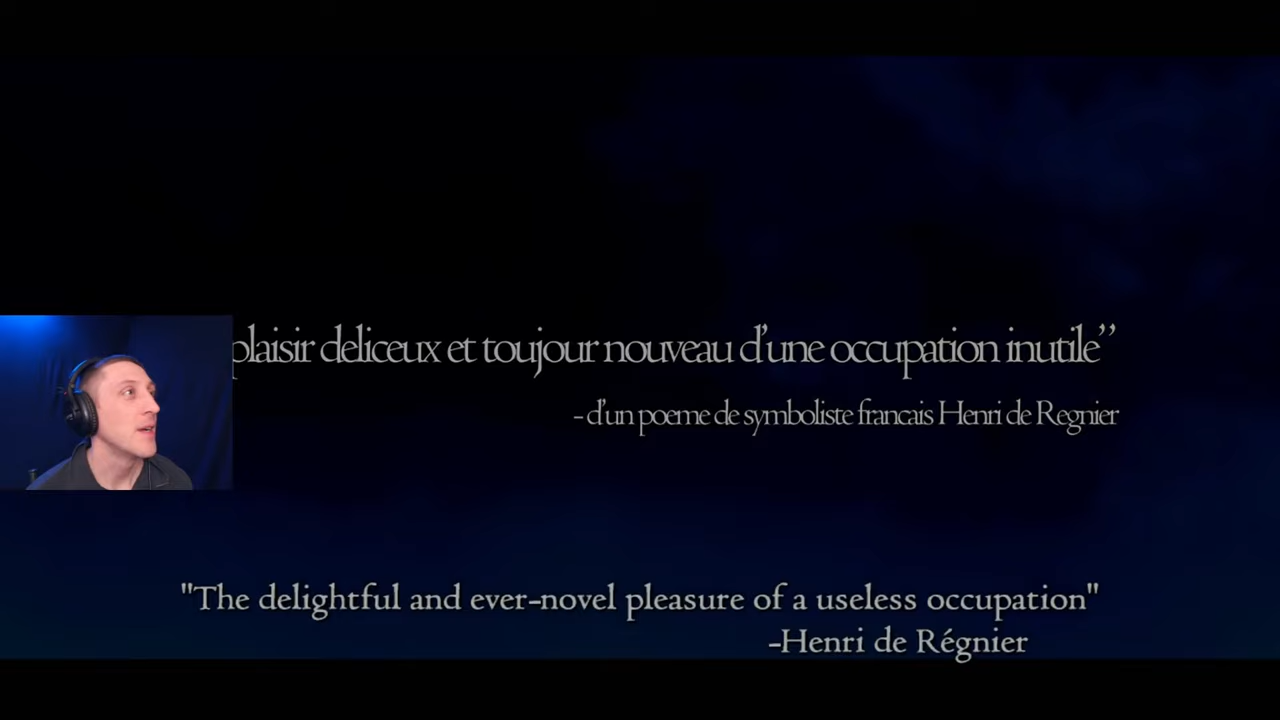 plaisir deliceux et toujour nouveau d'une occupation inutile’’
- d'un poeme de symboliste francais Henri de Regnier
"The delightful and ever-novel pleasure of a useless occupation"
-Henri de Régnier